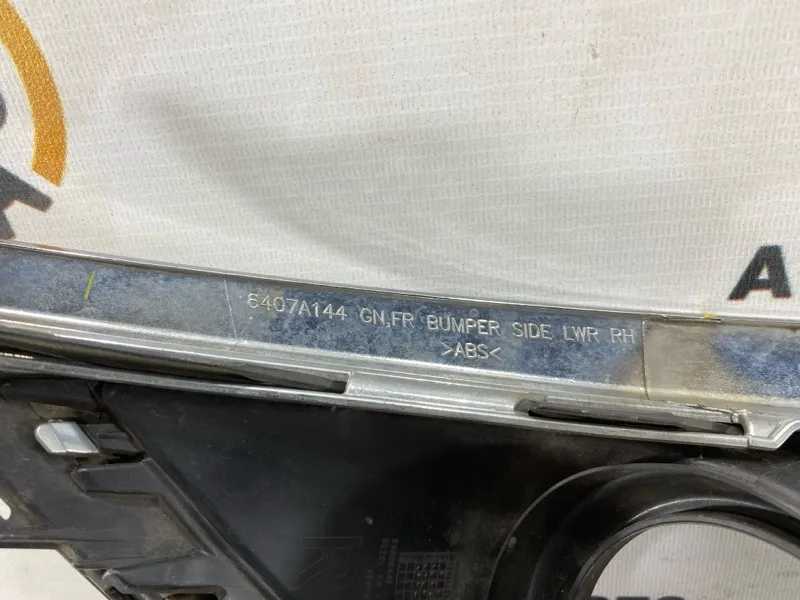 6407A144 GN,FR BUMPER SIDE LWR RH
>ABS<
A